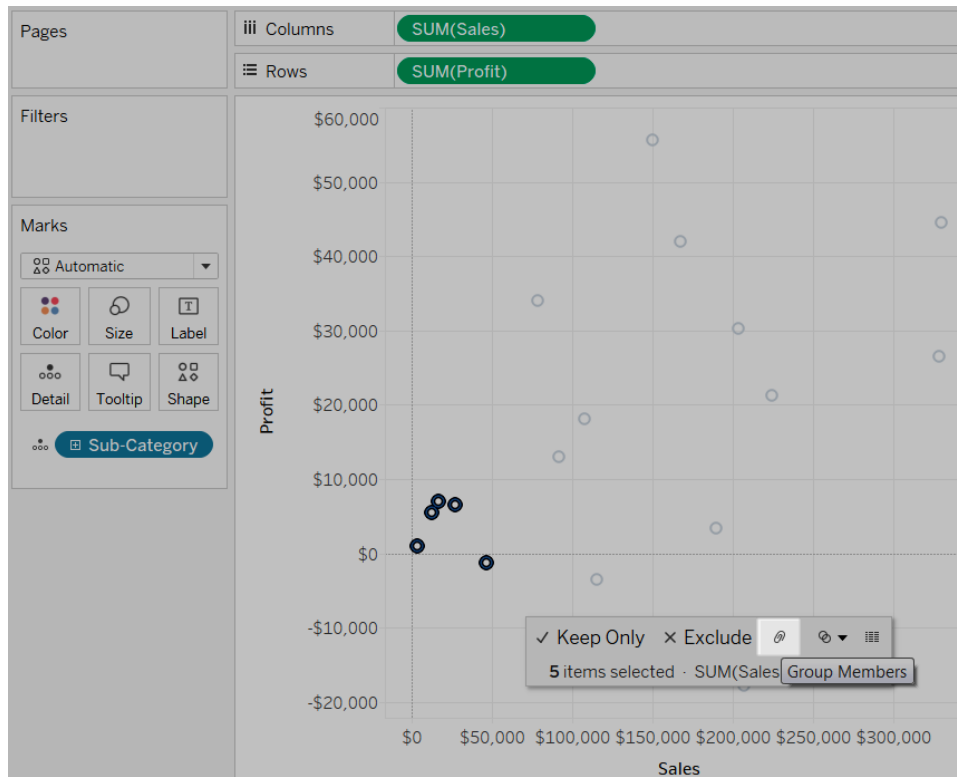 Pages
Columns
SUM(Sales)
Rows
SUM(Profit)
Filters
Marks
Automatic
Color
Size
Label
Detail
Tooltip
Shape
Sub-Category
$60,000
$50,000
$40,000
$30,000
$20,000
$10,000
$0
-$10,000
-$20,000
Profit
Keep Only
Exclude
5 items selected · SUM(Sales
Group Members
$0 $50,000 $100,000 $150,000 $200,000 $250,000 $300,000
Sales